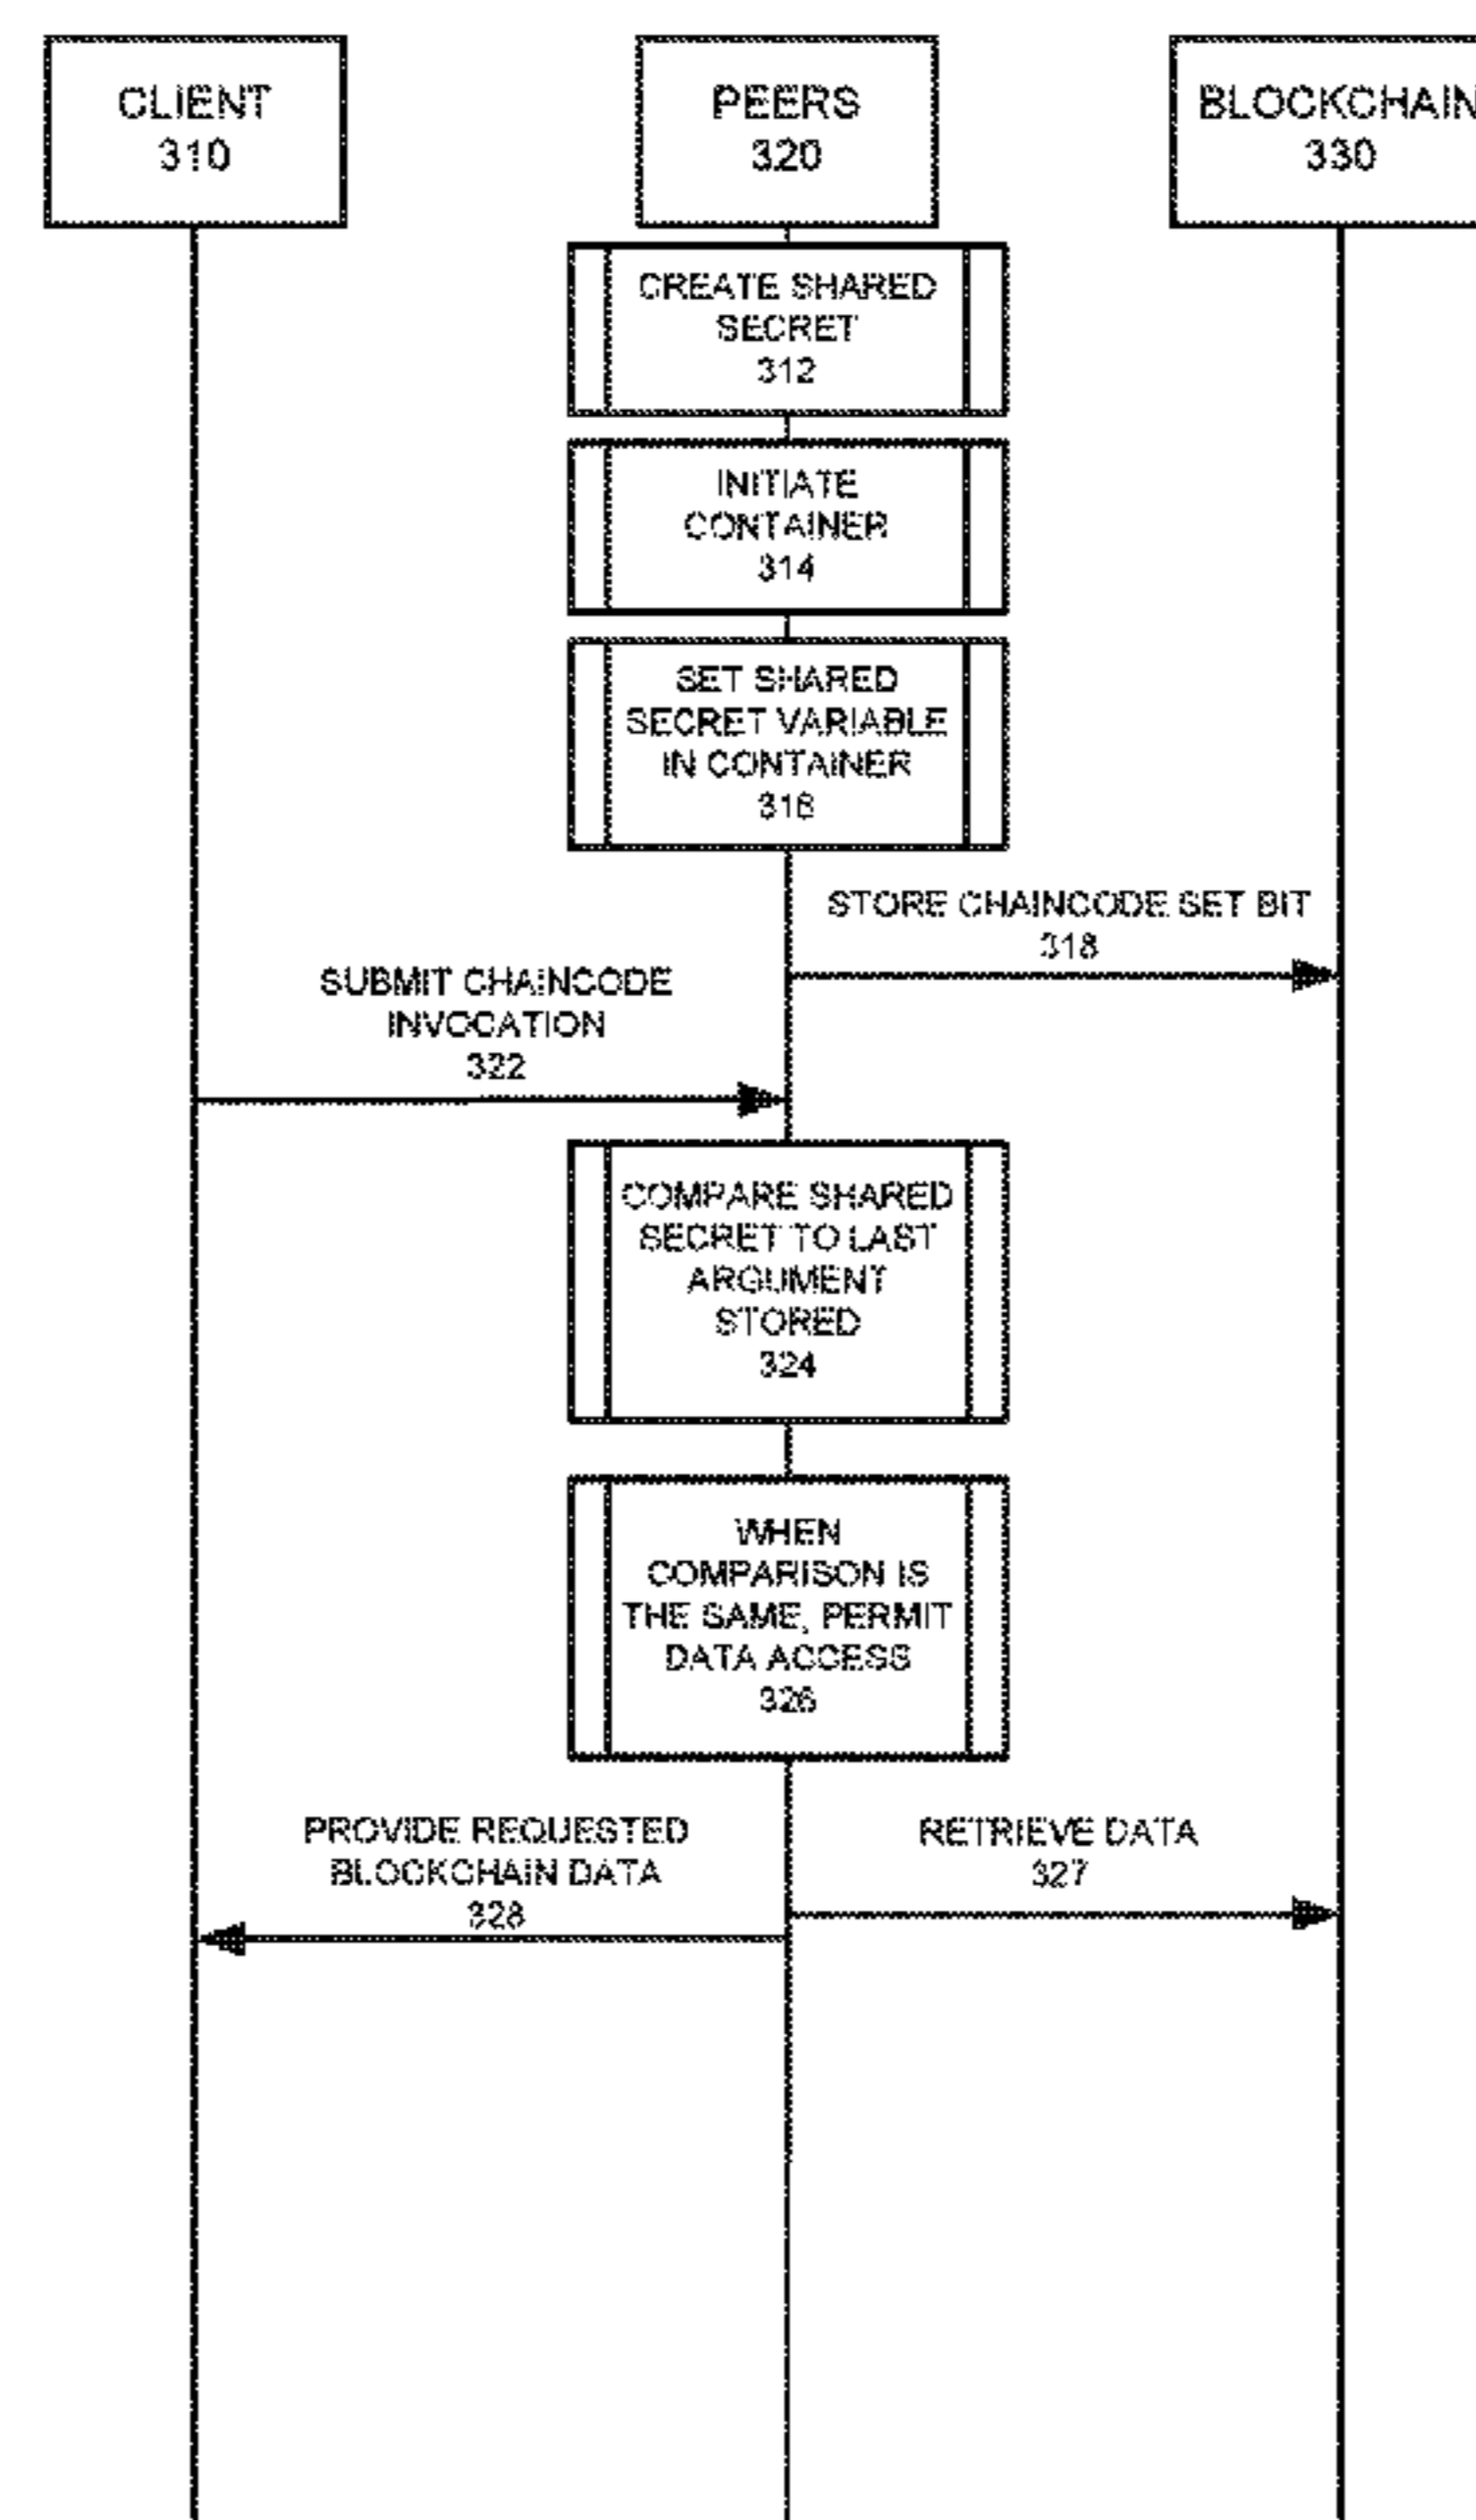 CLIENT
310
PEERS
320
BLOCKCHAIN
330
CREATE SHARED
SECRET
312
INITIATE
CONTAINER
314
SET SHARED
SECRET VARIABLE
IN CONTAINER
316
STORE CHAINCODE SET BIT
318
SUBMIT CHAINCODE
INVOCATION
322
COMPARE SHARED
SECRET TO LAST
ARGUMENT
STORED
324
WHEN
COMPARISON IS
THE SAME, PERMIT
DATA ACCESS
326
PROVIDE REQUESTED
BLOCKCHAIN DATA
328
RETRIEVE DATA
327